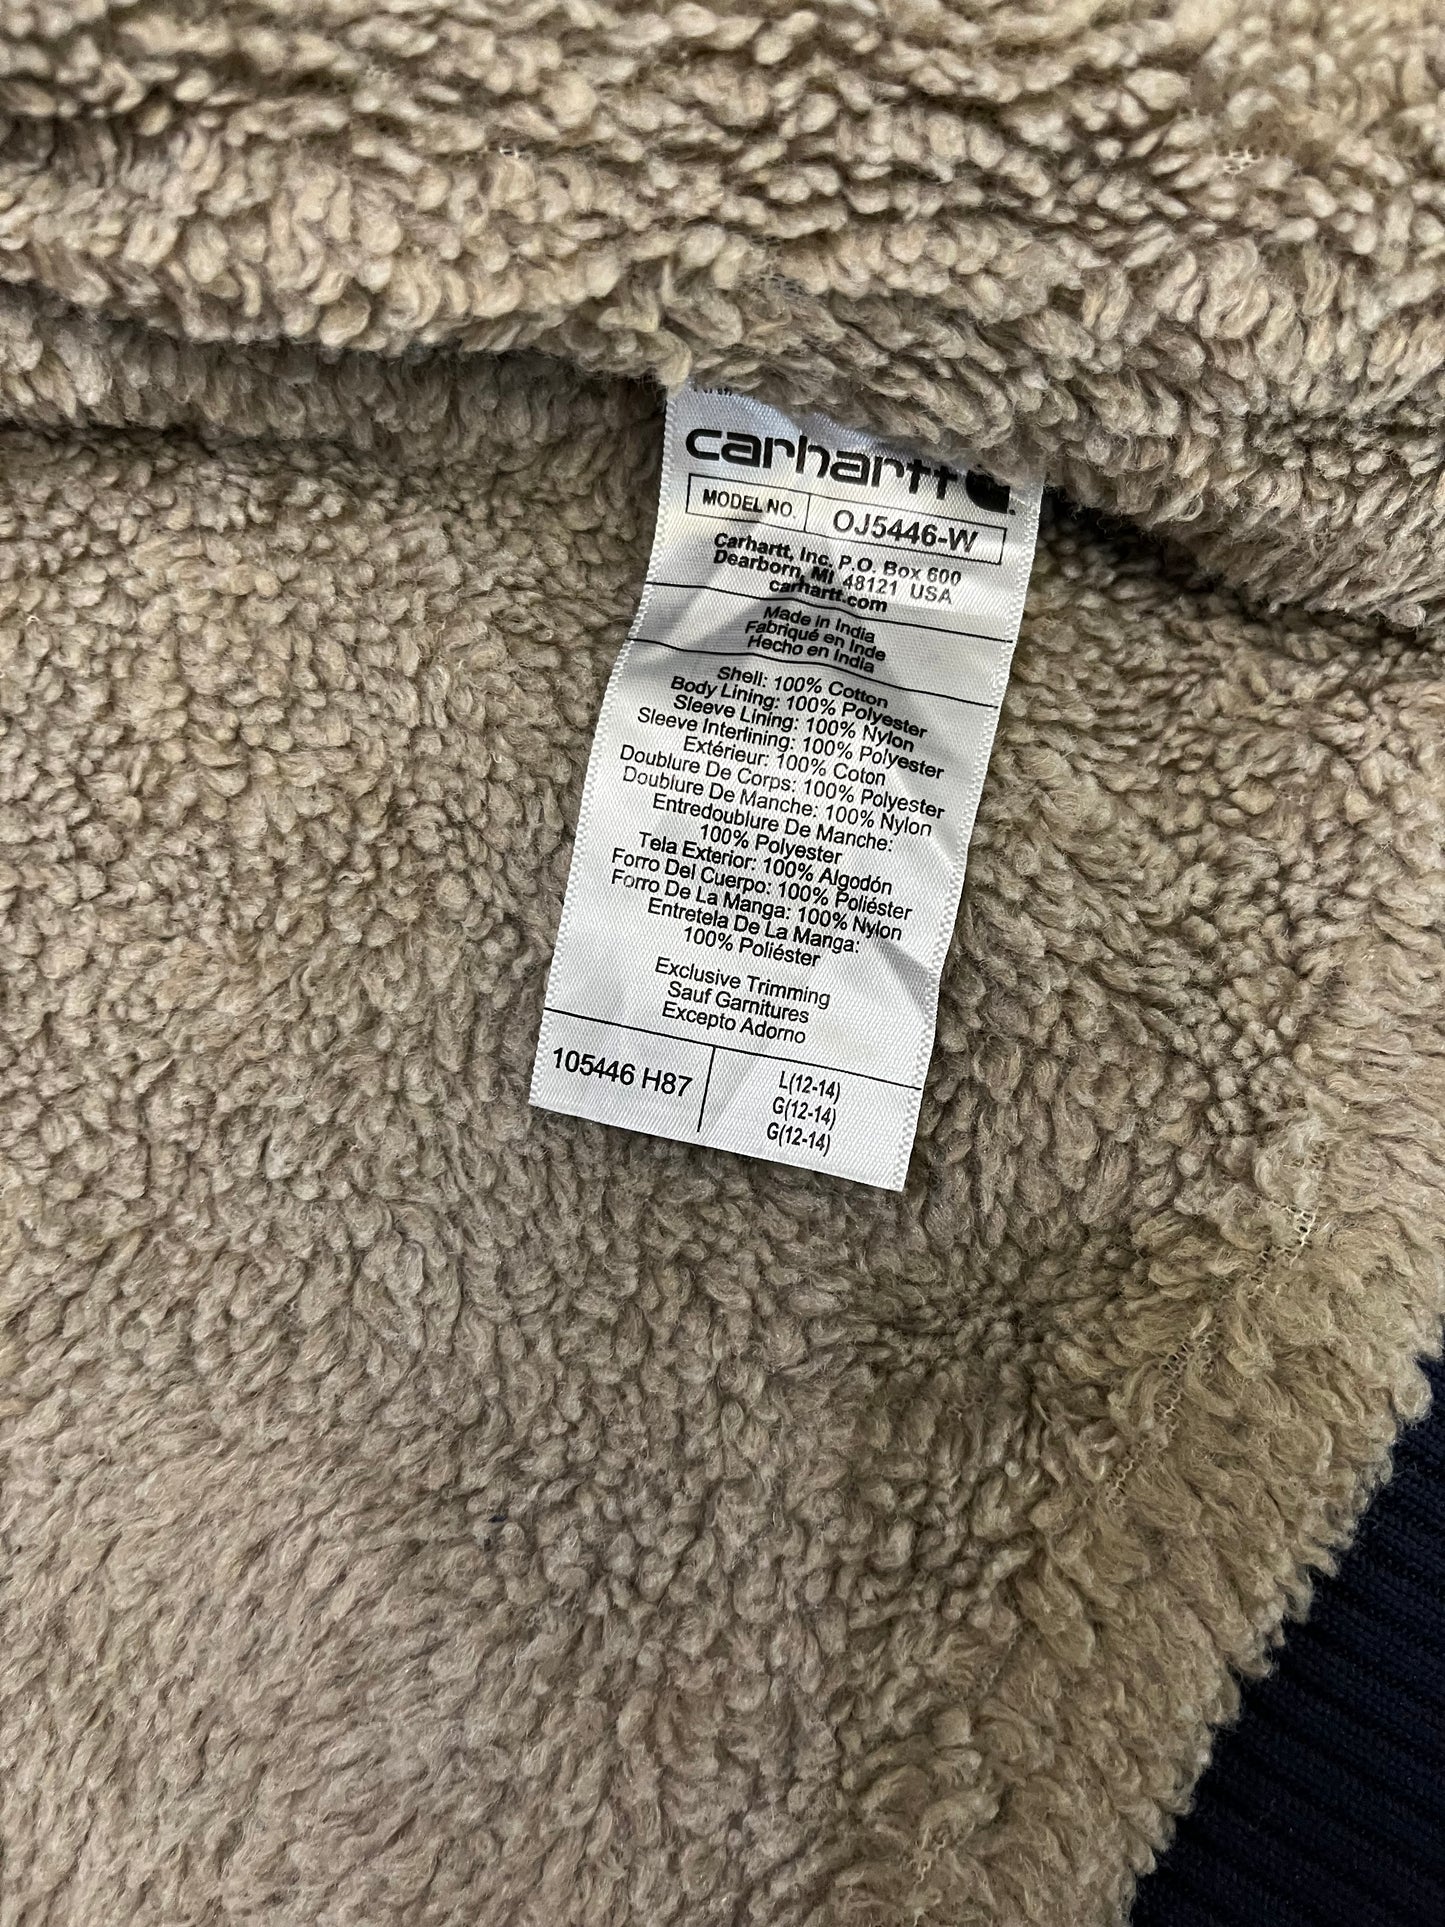 carhartt
MODEL NO OJ5446-W
Carhartt, Inc. P.O. Box 600
Dearborn, MI 48121 USA
carhartt.com
Made in India
Fabriqué en Inde
Hecho en India
Shell: 100% Cotton
Body Lining: 100% Polyester
Sleeve Lining: 100% Nylon
Sleeve Interlining: 100% Polyester
Extérieur: 100% Coton
Doublure De Corps: 100% Polyester
Doublure De Manche: 100% Nylon
Entredoublure De Manche:
100% Polyester
Tela Exterior: 100% Algodón
Forro Del Cuerpo: 100% Poliéster
Forro De La Manga: 100% Nylon
Entretela De La Manga:
100% Poliéster
Exclusive Trimming
Sauf Garnitures
Excepto Adorno
105446 H87
L(12-14)
G(12-14)
G(12-14)